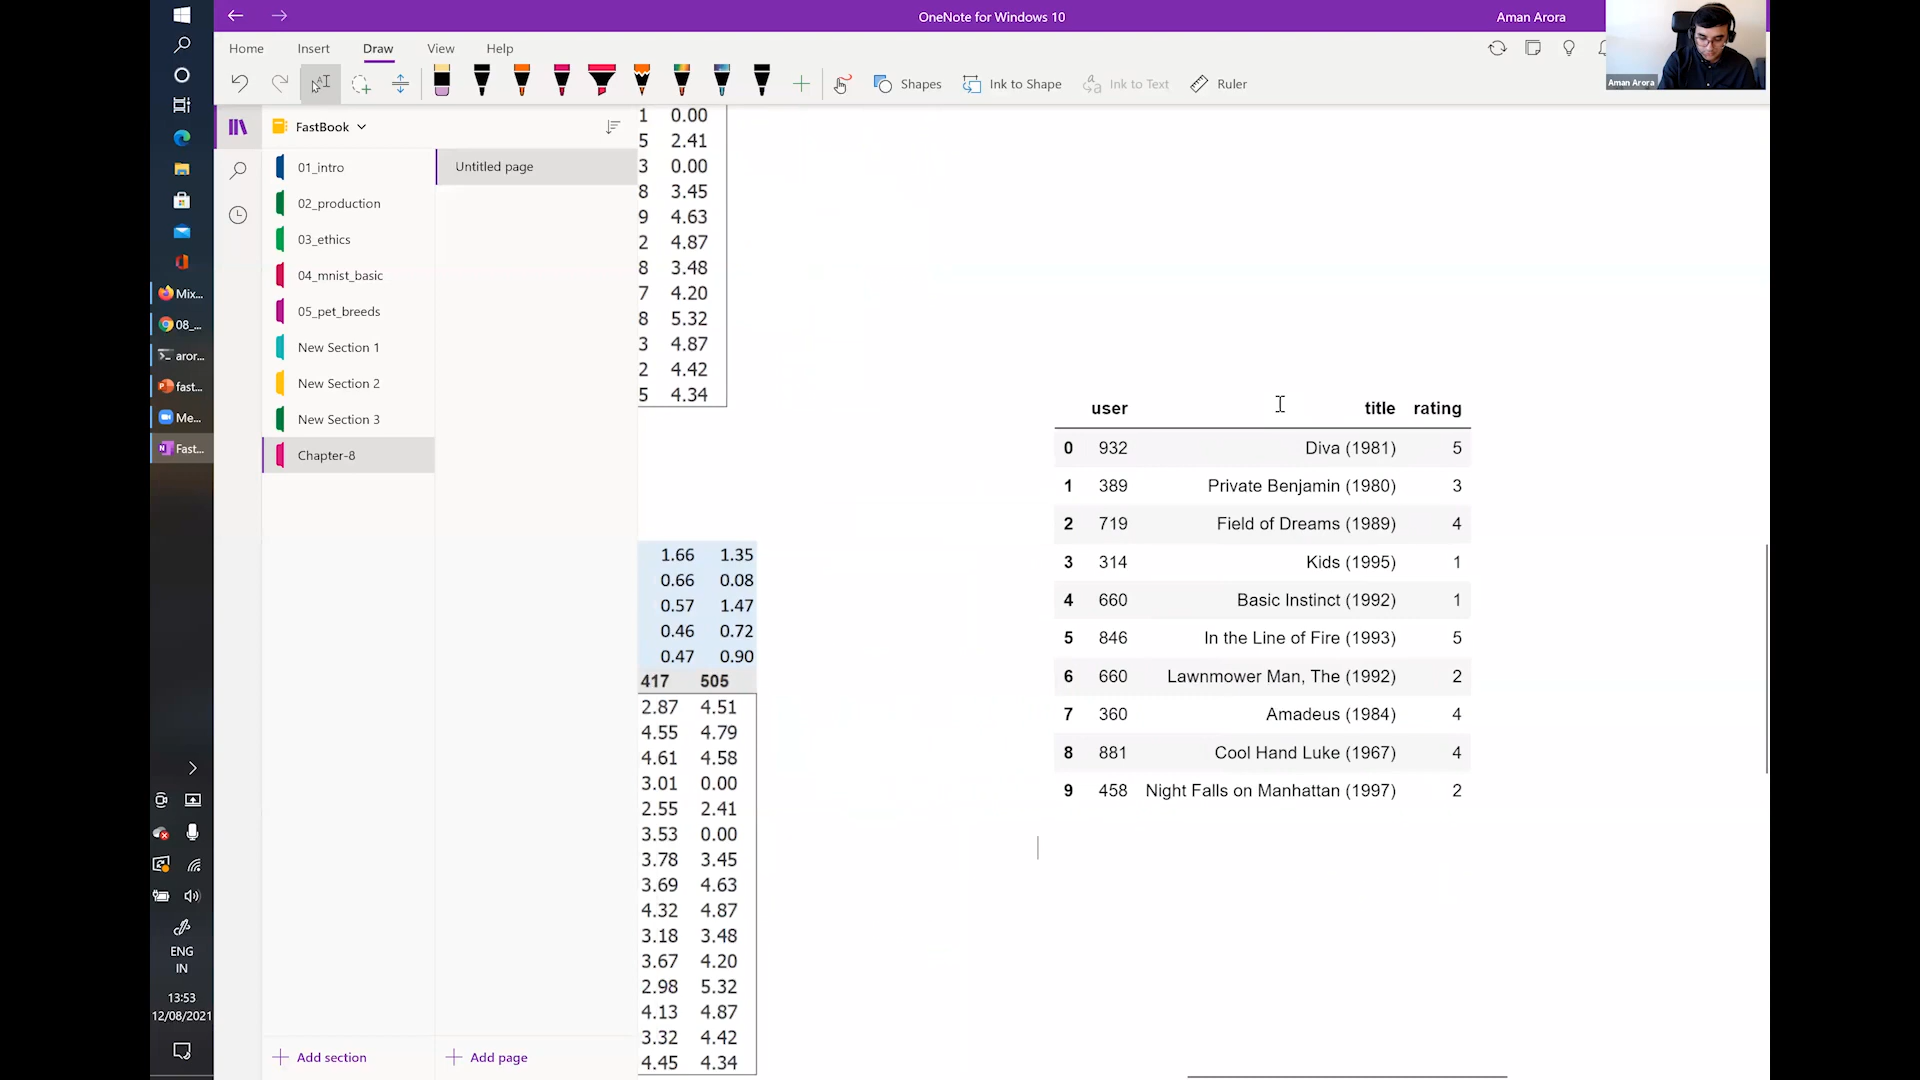 OneNote for Windows 10
Aman Arora
Aman Arora
Home Insert Draw View Help
Shapes Ink to Shape Ink to Text Ruler
FastBook
01_intro
02_production
03_ethics
04_mnist_basic
05_pet_breeds
New Section 1
New Section 2
New Section 3
Chapter-8
Add section
Untitled page
Add page
Mix...
08_...
aror...
fast...
Me...
Fast...
ENG
IN
13:53
12/08/2021
1 0.00
5 2.41
3 0.00
8 3.45
9 4.63
2 4.87
8 3.48
7 4.20
8 5.32
3 4.87
2 4.42
5 4.34
1.66 1.35
0.66 0.08
0.57 1.47
0.46 0.72
0.47 0.90
417 505
2.87 4.51
4.55 4.79
4.61 4.58
3.01 0.00
2.55 2.41
3.53 0.00
3.78 3.45
3.69 4.63
4.32 4.87
3.18 3.48
3.67 4.20
2.98 5.32
4.13 4.87
3.32 4.42
4.45 4.34
user title rating
0 932 Diva (1981) 5
1 389 Private Benjamin (1980) 3
2 719 Field of Dreams (1989) 4
3 314 Kids (1995) 1
4 660 Basic Instinct (1992) 1
5 846 In the Line of Fire (1993) 5
6 660 Lawnmower Man, The (1992) 2
7 360 Amadeus (1984) 4
8 881 Cool Hand Luke (1967) 4
9 458 Night Falls on Manhattan (1997) 2